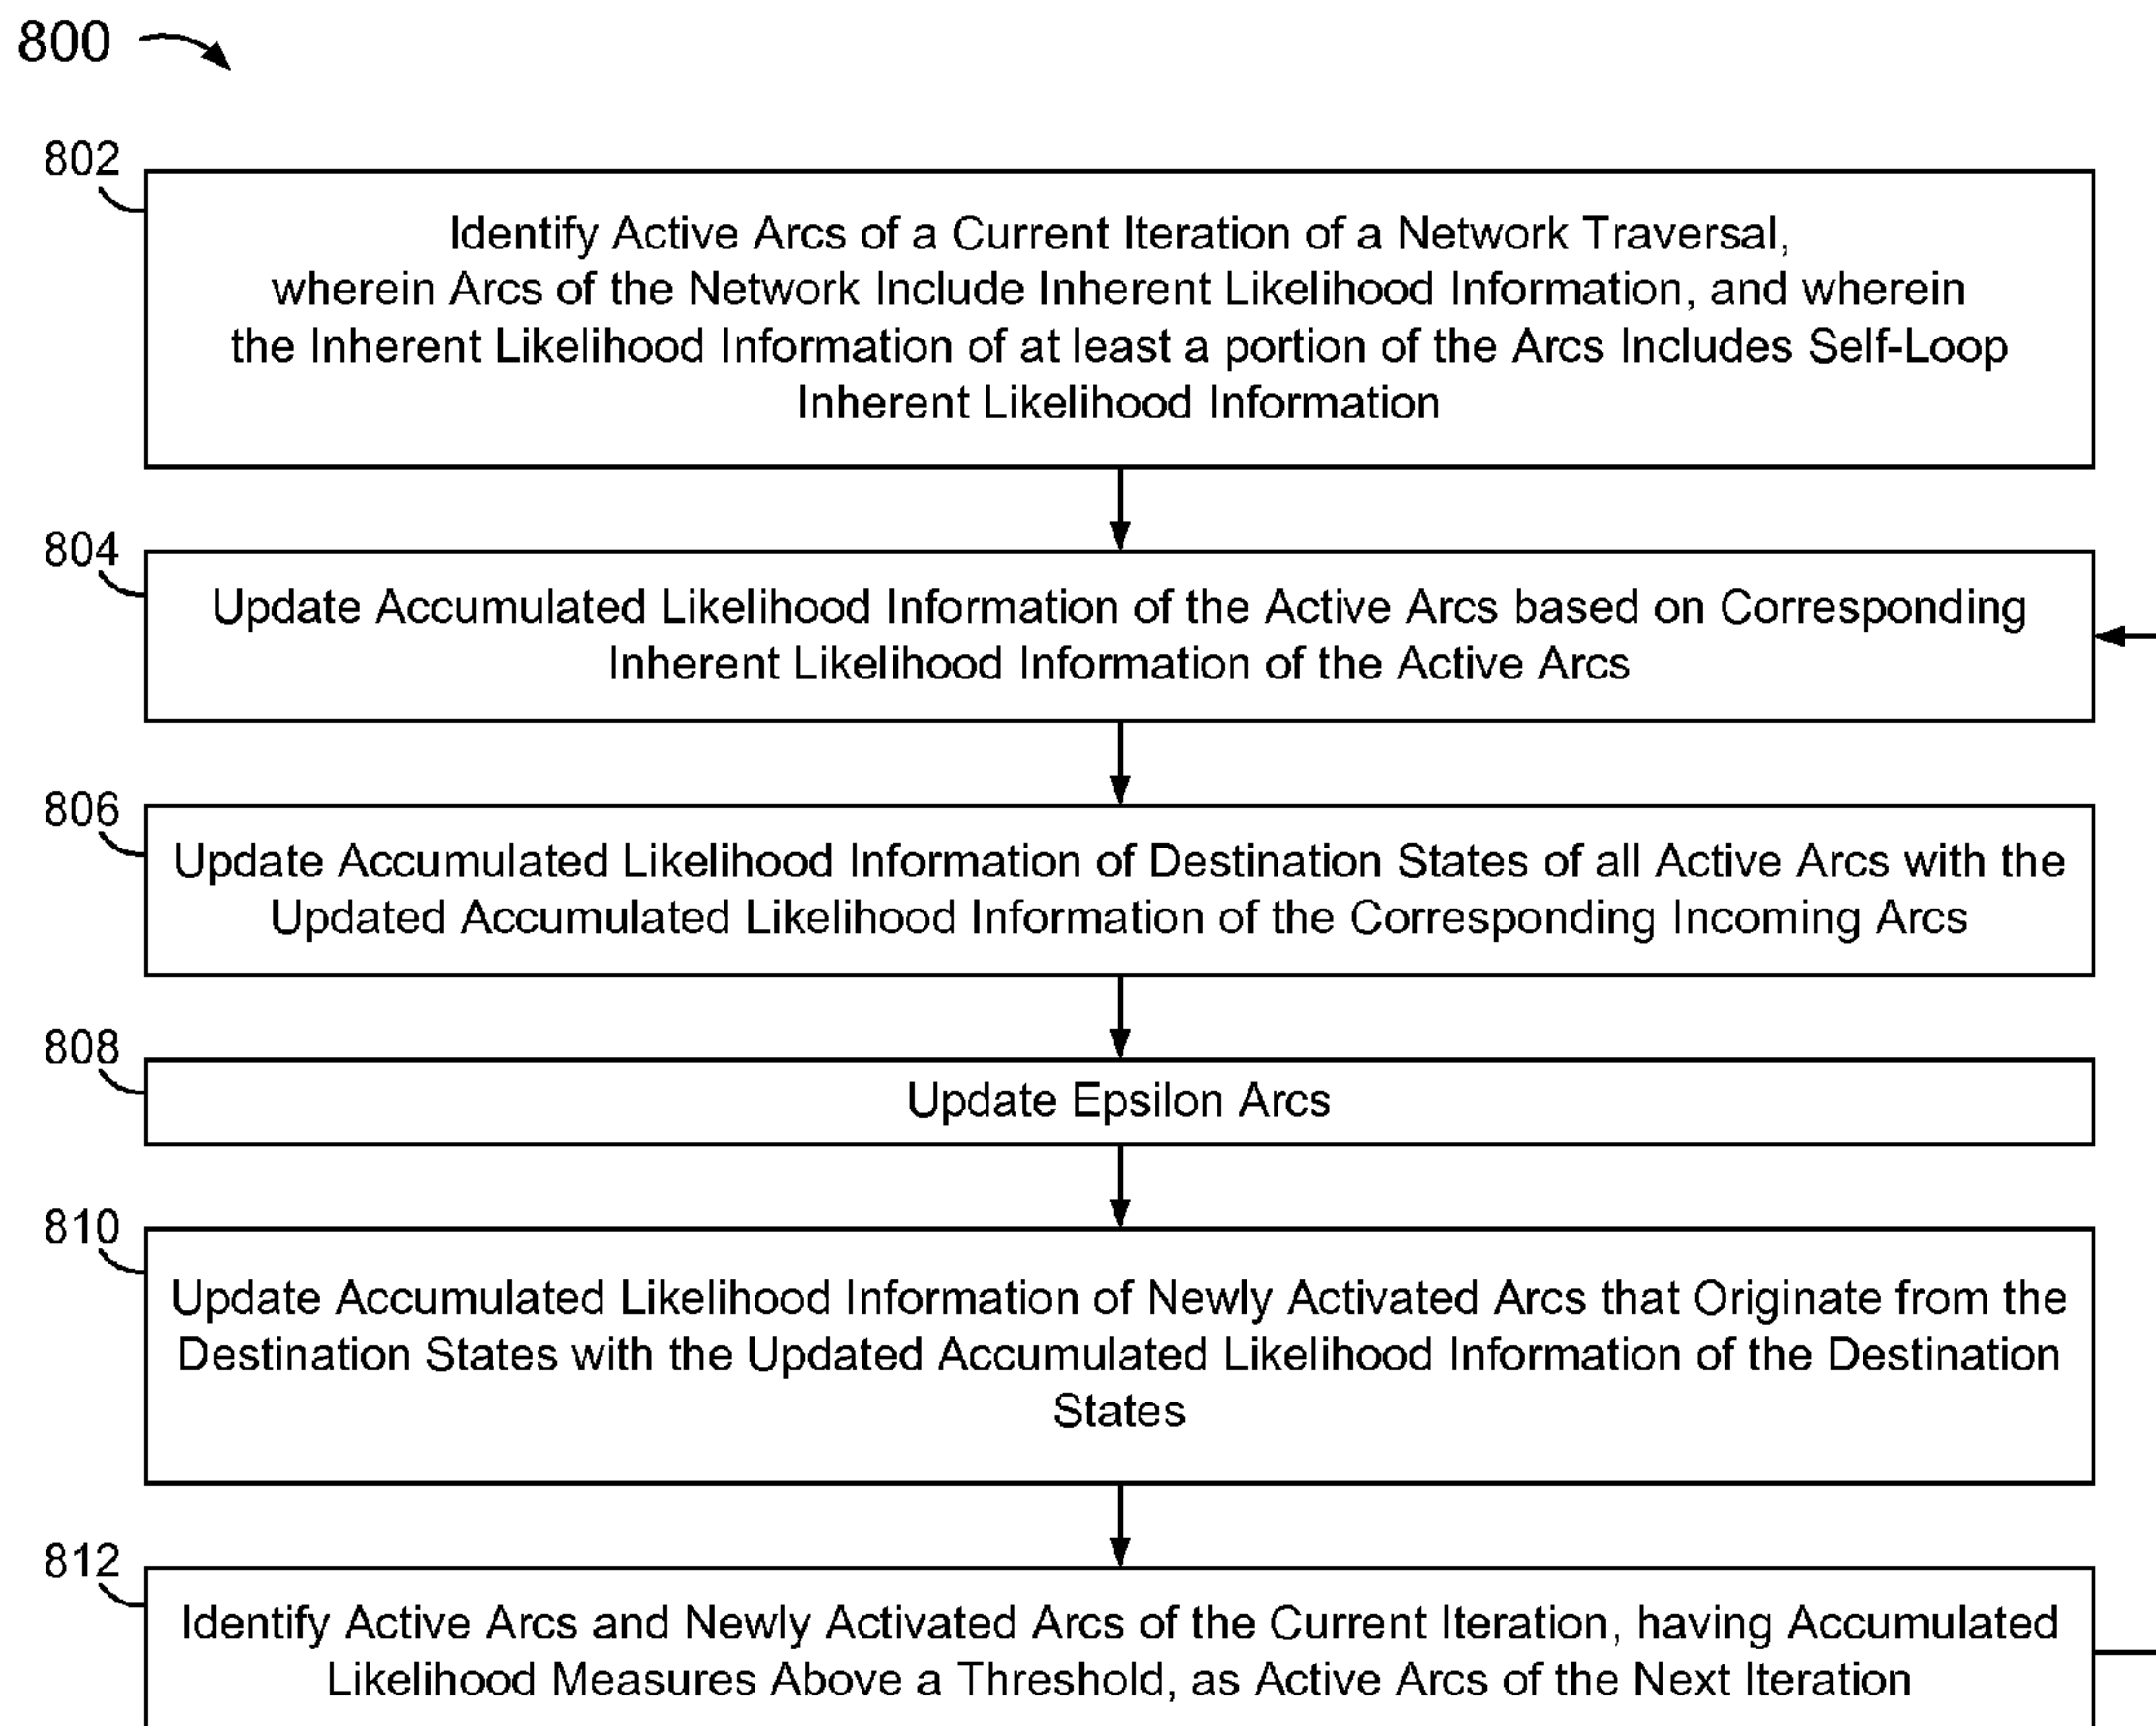 800
802
Identify Active Arcs of a Current Iteration of a Network Traversal,
wherein Arcs of the Network Include Inherent Likelihood Information, and wherein
the Inherent Likelihood Information of at least a portion of the Arcs Includes Self-Loop
Inherent Likelihood Information
804
Update Accumulated Likelihood Information of the Active Arcs based on Corresponding
Inherent Likelihood Information of the Active Arcs
806
Update Accumulated Likelihood Information of Destination States of all Active Arcs with the
Updated Accumulated Likelihood Information of the Corresponding Incoming Arcs
808
Update Epsilon Arcs
810
Update Accumulated Likelihood Information of Newly Activated Arcs that Originate from the
Destination States with the Updated Accumulated Likelihood Information of the Destination
States
812
Identify Active Arcs and Newly Activated Arcs of the Current Iteration, having Accumulated
Likelihood Measures Above a Threshold, as Active Arcs of the Next Iteration